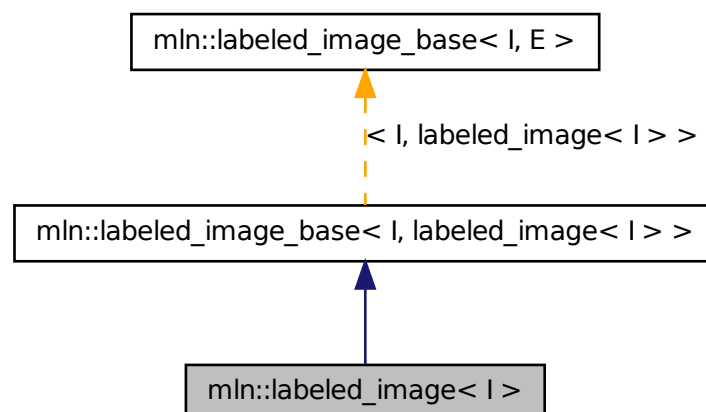 mln::labeled_image_base< I, E >
< I, labeled_image< I > >
mln::labeled_image_base< I, labeled_image< I > >
mln::labeled_image< I >